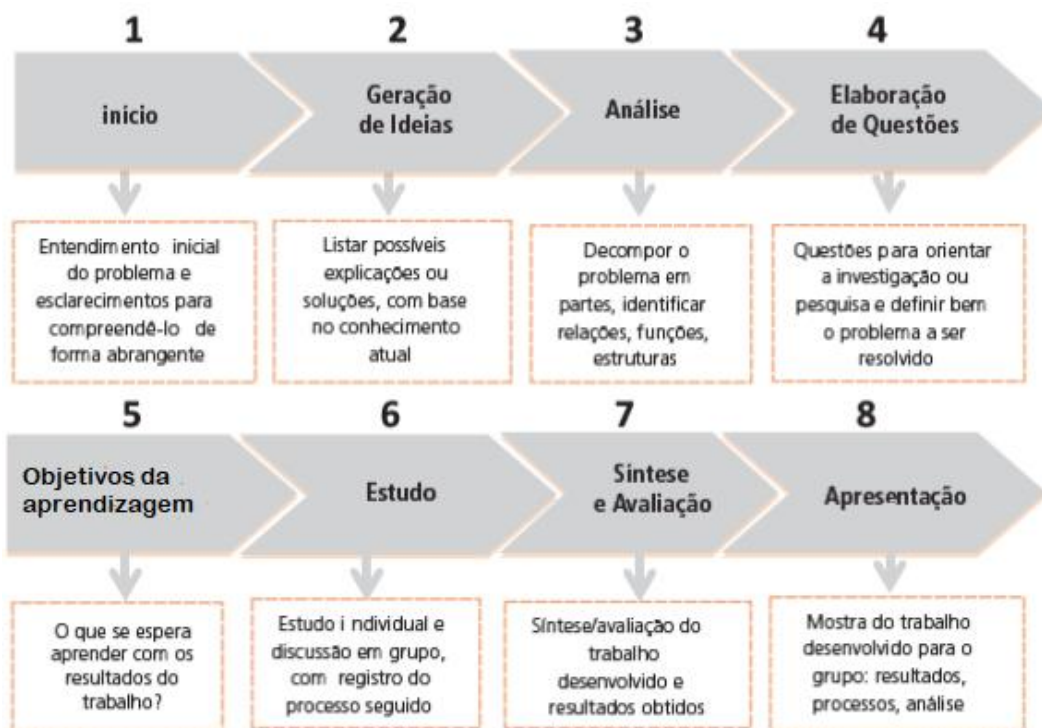 1
início
Entendimento inicial
do problema e
esclarecimentos para
compreendê-lo de
forma abrangente
2
Geração
de Ideias
Listar possíveis
explicações ou
soluções, com base
no conhecimento
atual
3
Análise
Decompor o
problema em
partes, identificar
relações, funções,
estruturas
4
Elaboração
de Questões
Questões para orientar
a investigação ou
pesquisa e definir bem
o problema a ser
resolvido
5
Objetivos da
aprendizagem
O que se espera
aprender com os
resultados do
trabalho?
6
Estudo
Estudo i ndividual e
discussão em grupo,
com registro do
processo seguido
7
Síntese
e Avaliação
Síntese/avaliação do
trabalho
desenvolvido e
resultados obtidos
8
Apresentação
Mostra do trabalho
desenvolvido para o
grupo: resultados,
processos, análise